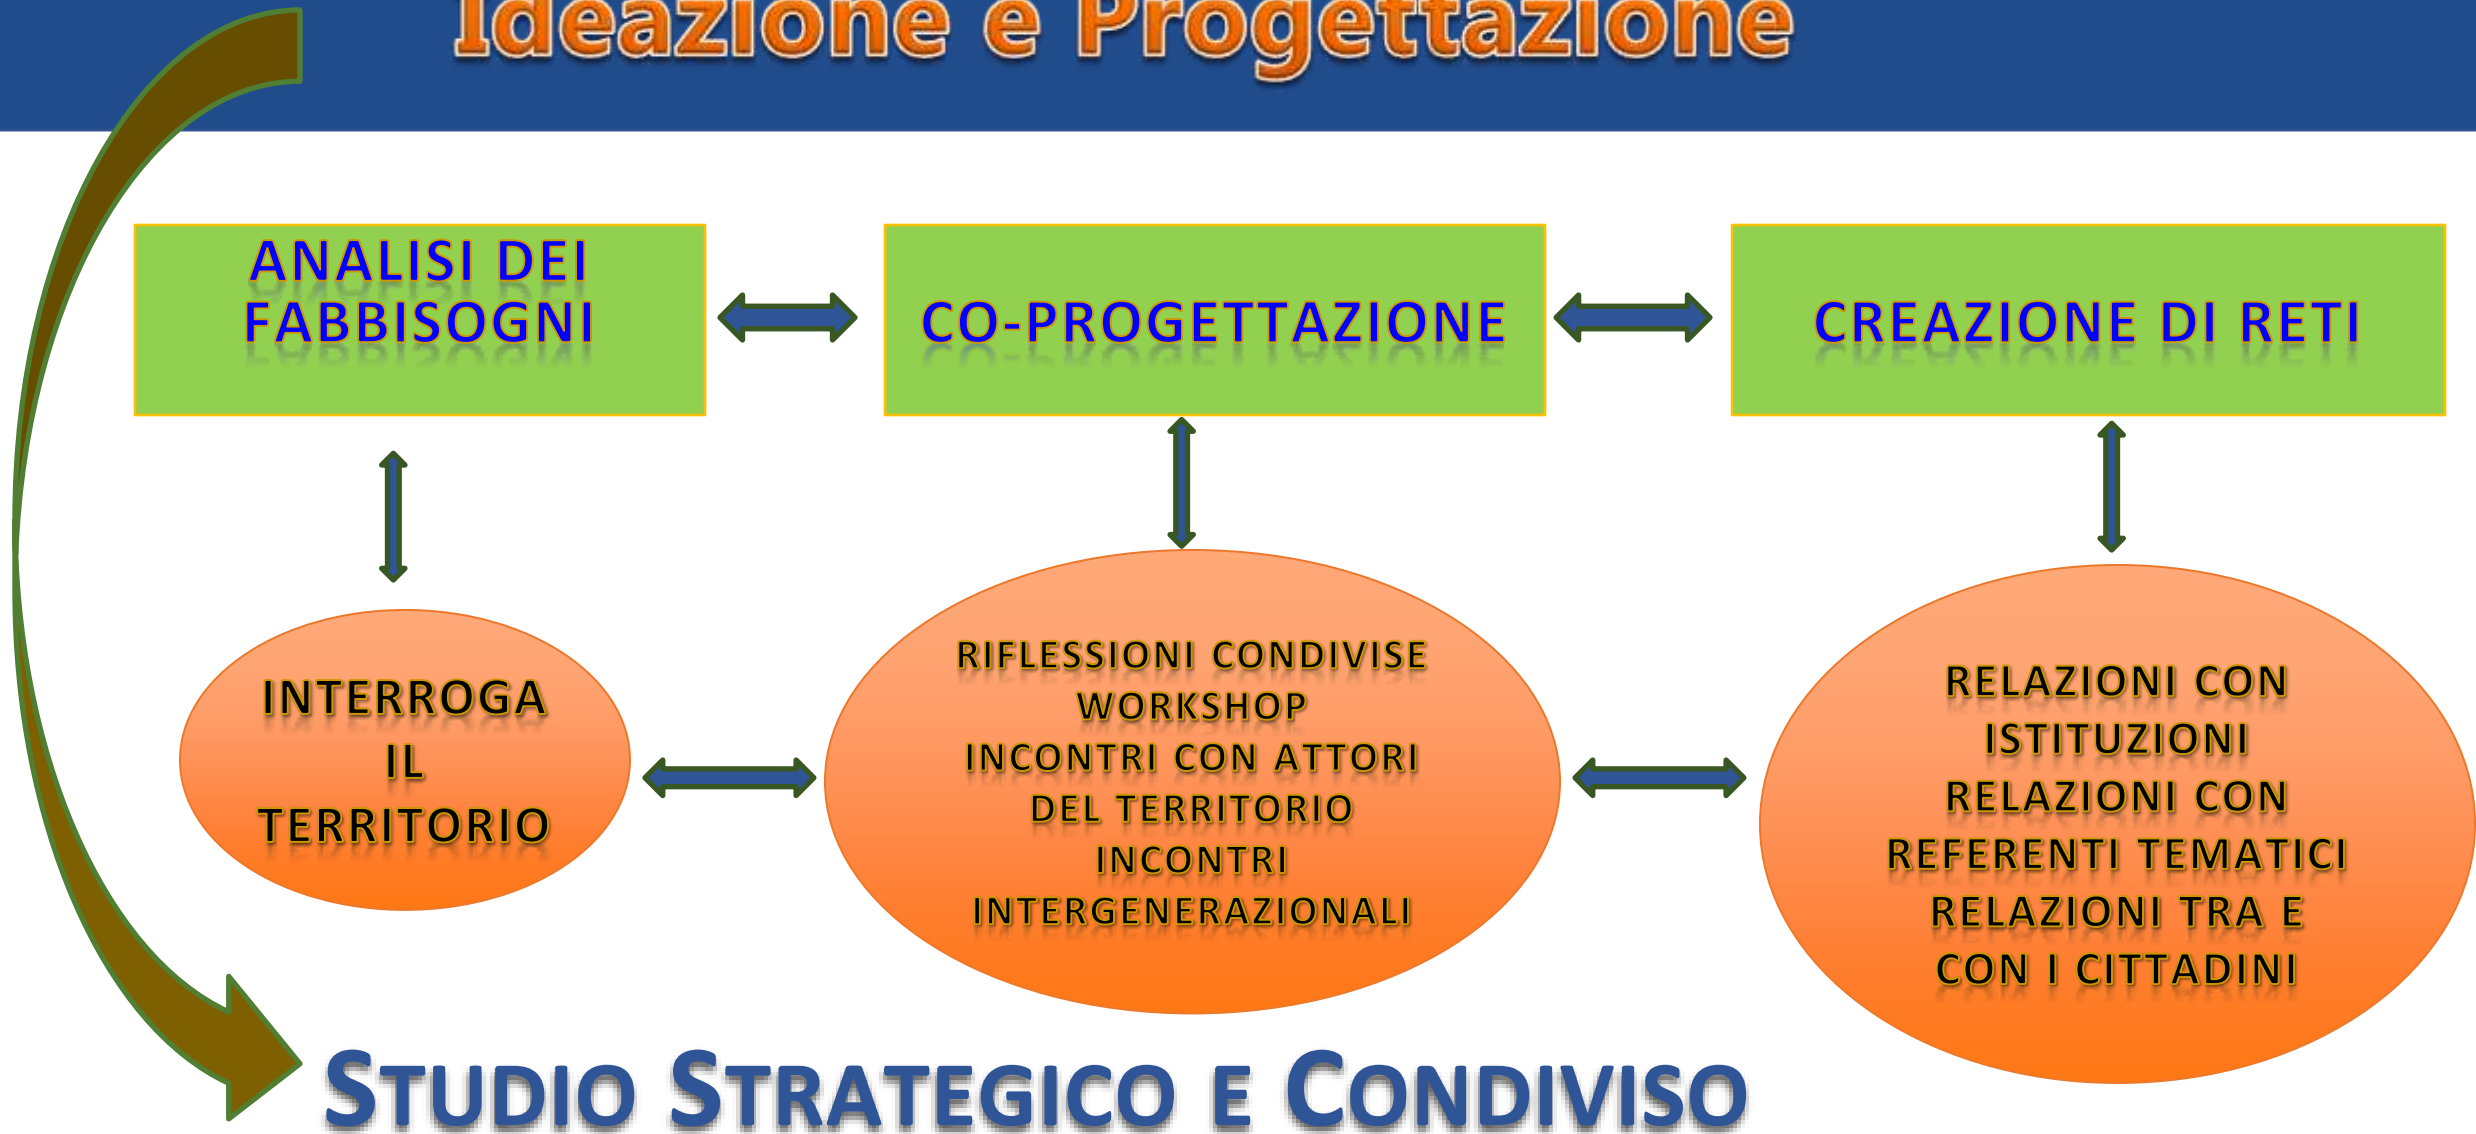 Ideazione e Progettazione
ANALISI DEI
FABBISOGNI
CO-PROGETTAZIONE
CREAZIONE DI RETI
INTERROGA
IL
TERRITORIO
RIFLESSIONI CONDIVISE
WORKSHOP
INCONTRI CON ATTORI
DEL TERRITORIO
INCONTRI
INTERGENERAZIONALI
RELAZIONI CON
ISTITUZIONI
RELAZIONI CON
REFERENTI TEMATICI
RELAZIONI TRA E
CON I CITTADINI
STUDIO STRATEGICO E CONDIVISO